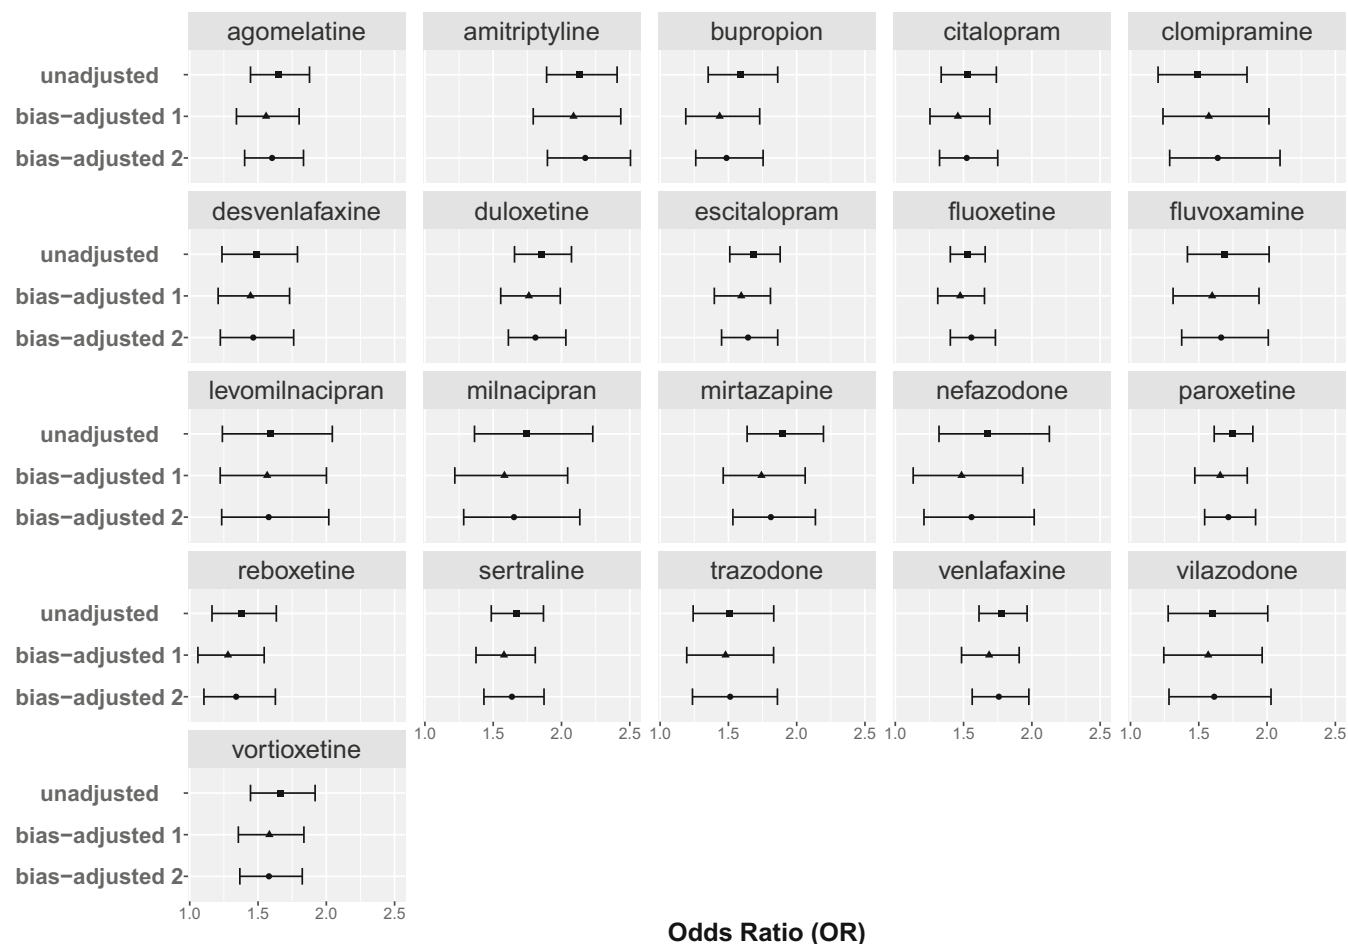 agomelatine amitriptyline bupropion citalopram clomipramine
unadjusted
bias−adjusted 1
bias−adjusted 2
desvenlafaxine duloxetine escitalopram fluoxetine fluvoxamine
unadjusted
bias−adjusted 1
bias−adjusted 2
levomilnacipran milnacipran mirtazapine nefazodone paroxetine
unadjusted
bias−adjusted 1
bias−adjusted 2
reboxetine sertraline trazodone venlafaxine vilazodone
unadjusted
bias−adjusted 1
bias−adjusted 2
1.0 1.5 2.0 2.5 1.0 1.5 2.0 2.5 1.0 1.5 2.0 2.5 1.0 1.5 2.0 2.5
vortioxetine
unadjusted
bias−adjusted 1
bias−adjusted 2
1.0 1.5 2.0 2.5
Odds Ratio (OR)